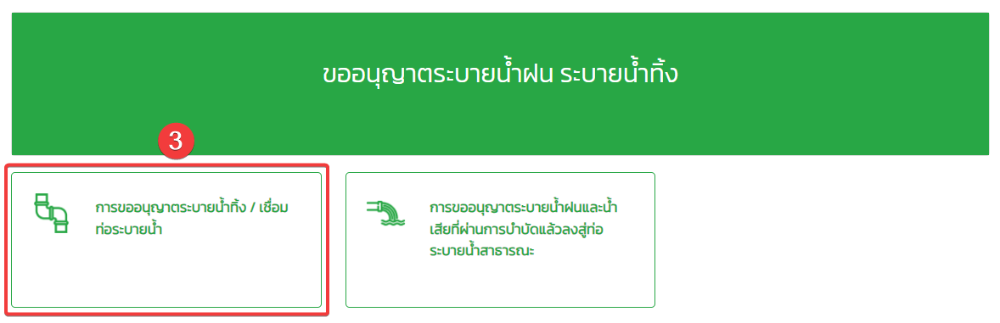 ขออนุญาตระบายน้ำฝน ระบายน้ำทิ้ง
3
การขออนุญาตระบายน้ำทิ้ง / เชื่อม
ท่อระบายน้ำ
การขออนุญาตระบายน้ำฝนและน้ำ
เสียที่ผ่านการบำบัดแล้วลงสู่ท่อ
ระบายน้ำสาธารณะ